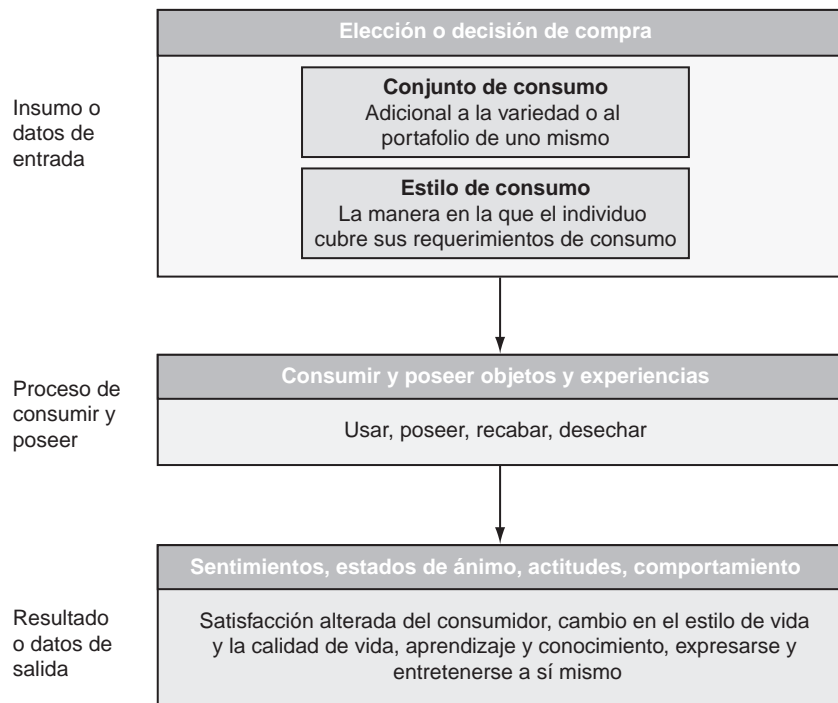 Elección o decisión de compra
Insumo o
datos de
entrada
Conjunto de consumo
Adicional a la variedad o al
portafolio de uno mismo
Estilo de consumo
La manera en la que el individuo
cubre sus requerimientos de consumo
Proceso de
consumir y
poseer
Consumir y poseer objetos y experiencias
Usar, poseer, recabar, desechar
Resultado
o datos de
salida
Sentimientos, estados de ánimo, actitudes, comportamiento
Satisfacción alterada del consumidor, cambio en el estilo de vida
y la calidad de vida, aprendizaje y conocimiento, expresarse y
entretenerse a sí mismo